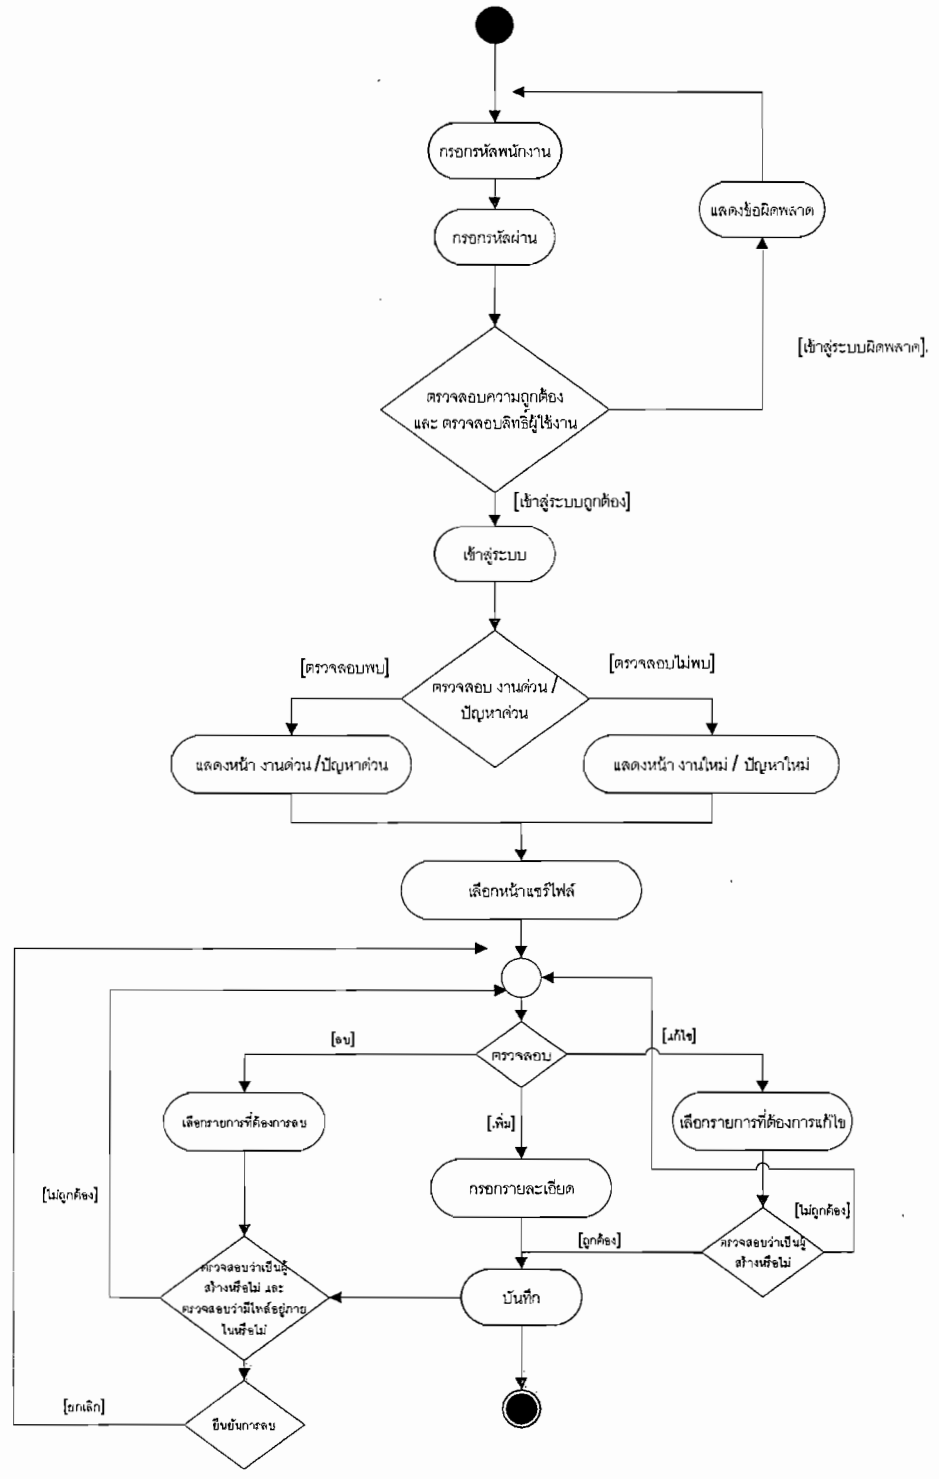 กรอกรหัสพนักงาน
แสดงข้อผิดพลาด
กรอกรหัสผ่าน
[เข้าสู่ระบบผิดพลาด].
ตรวจสอบความถูกต้อง
และ ตรวจสอบสิทธิ์ผู้ใช้งาน
[เข้าสู่ระบบถูกต้อง]
เข้าสู่ระบบ
[ตรวจสอบพบ]
[ตรวจสอบไม่พบ]
ตรวจสอบ งานด่วน /
ปัญหาด่วน
แสดงหน้า งานด่วน /ปัญหาด่วน
แสดงหน้า งานใหม่ / ปัญหาใหม่
เลือกหน้าแชร์ไฟล์
[ลบ]
[แก้ไข]
ตรวจสอบ
เลือกรายการที่ต้องการลบ
[เพิ่ม]
เลือกรายการที่ต้องการแก้ไข
[ไม่ถูกต้อง]
กรอกรายละเอียด
[ไม่ถูกต้อง]
[ถูกต้อง]
ตรวจสอบว่าเป็นผู้
สร้างหรือไม่
ตรวจสอบว่าเป็นผู้
สร้างหรือไม่ และ
ตรวจสอบว่ามีไฟล์อยู่ภาย
ในหรือไม่
บันทึก
[ยกเลิก]
ยืนยันการลบ